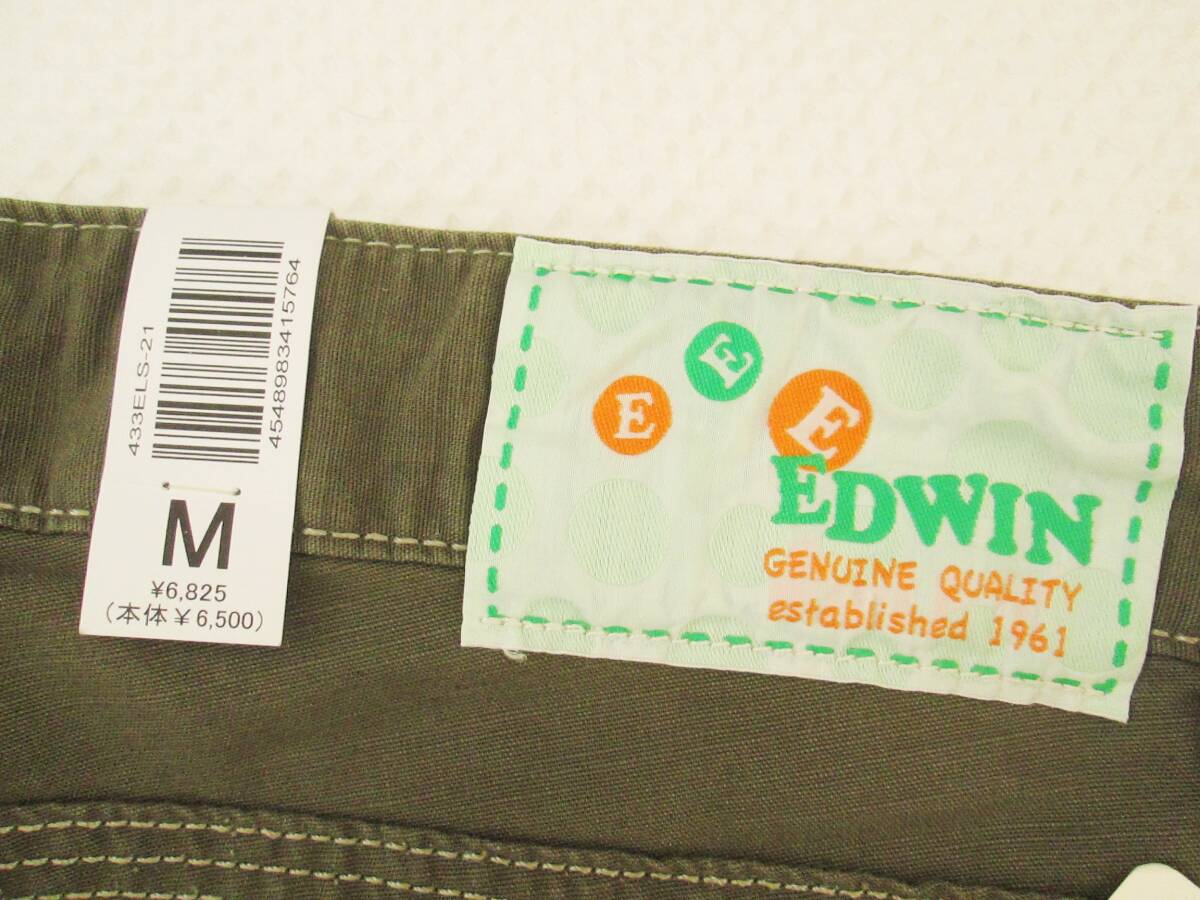 433ELS-21
4548983415764
M
¥6,825
(本体¥6,500)
E
E
E
EDWIN
GENUINE QUALITY
established 1961